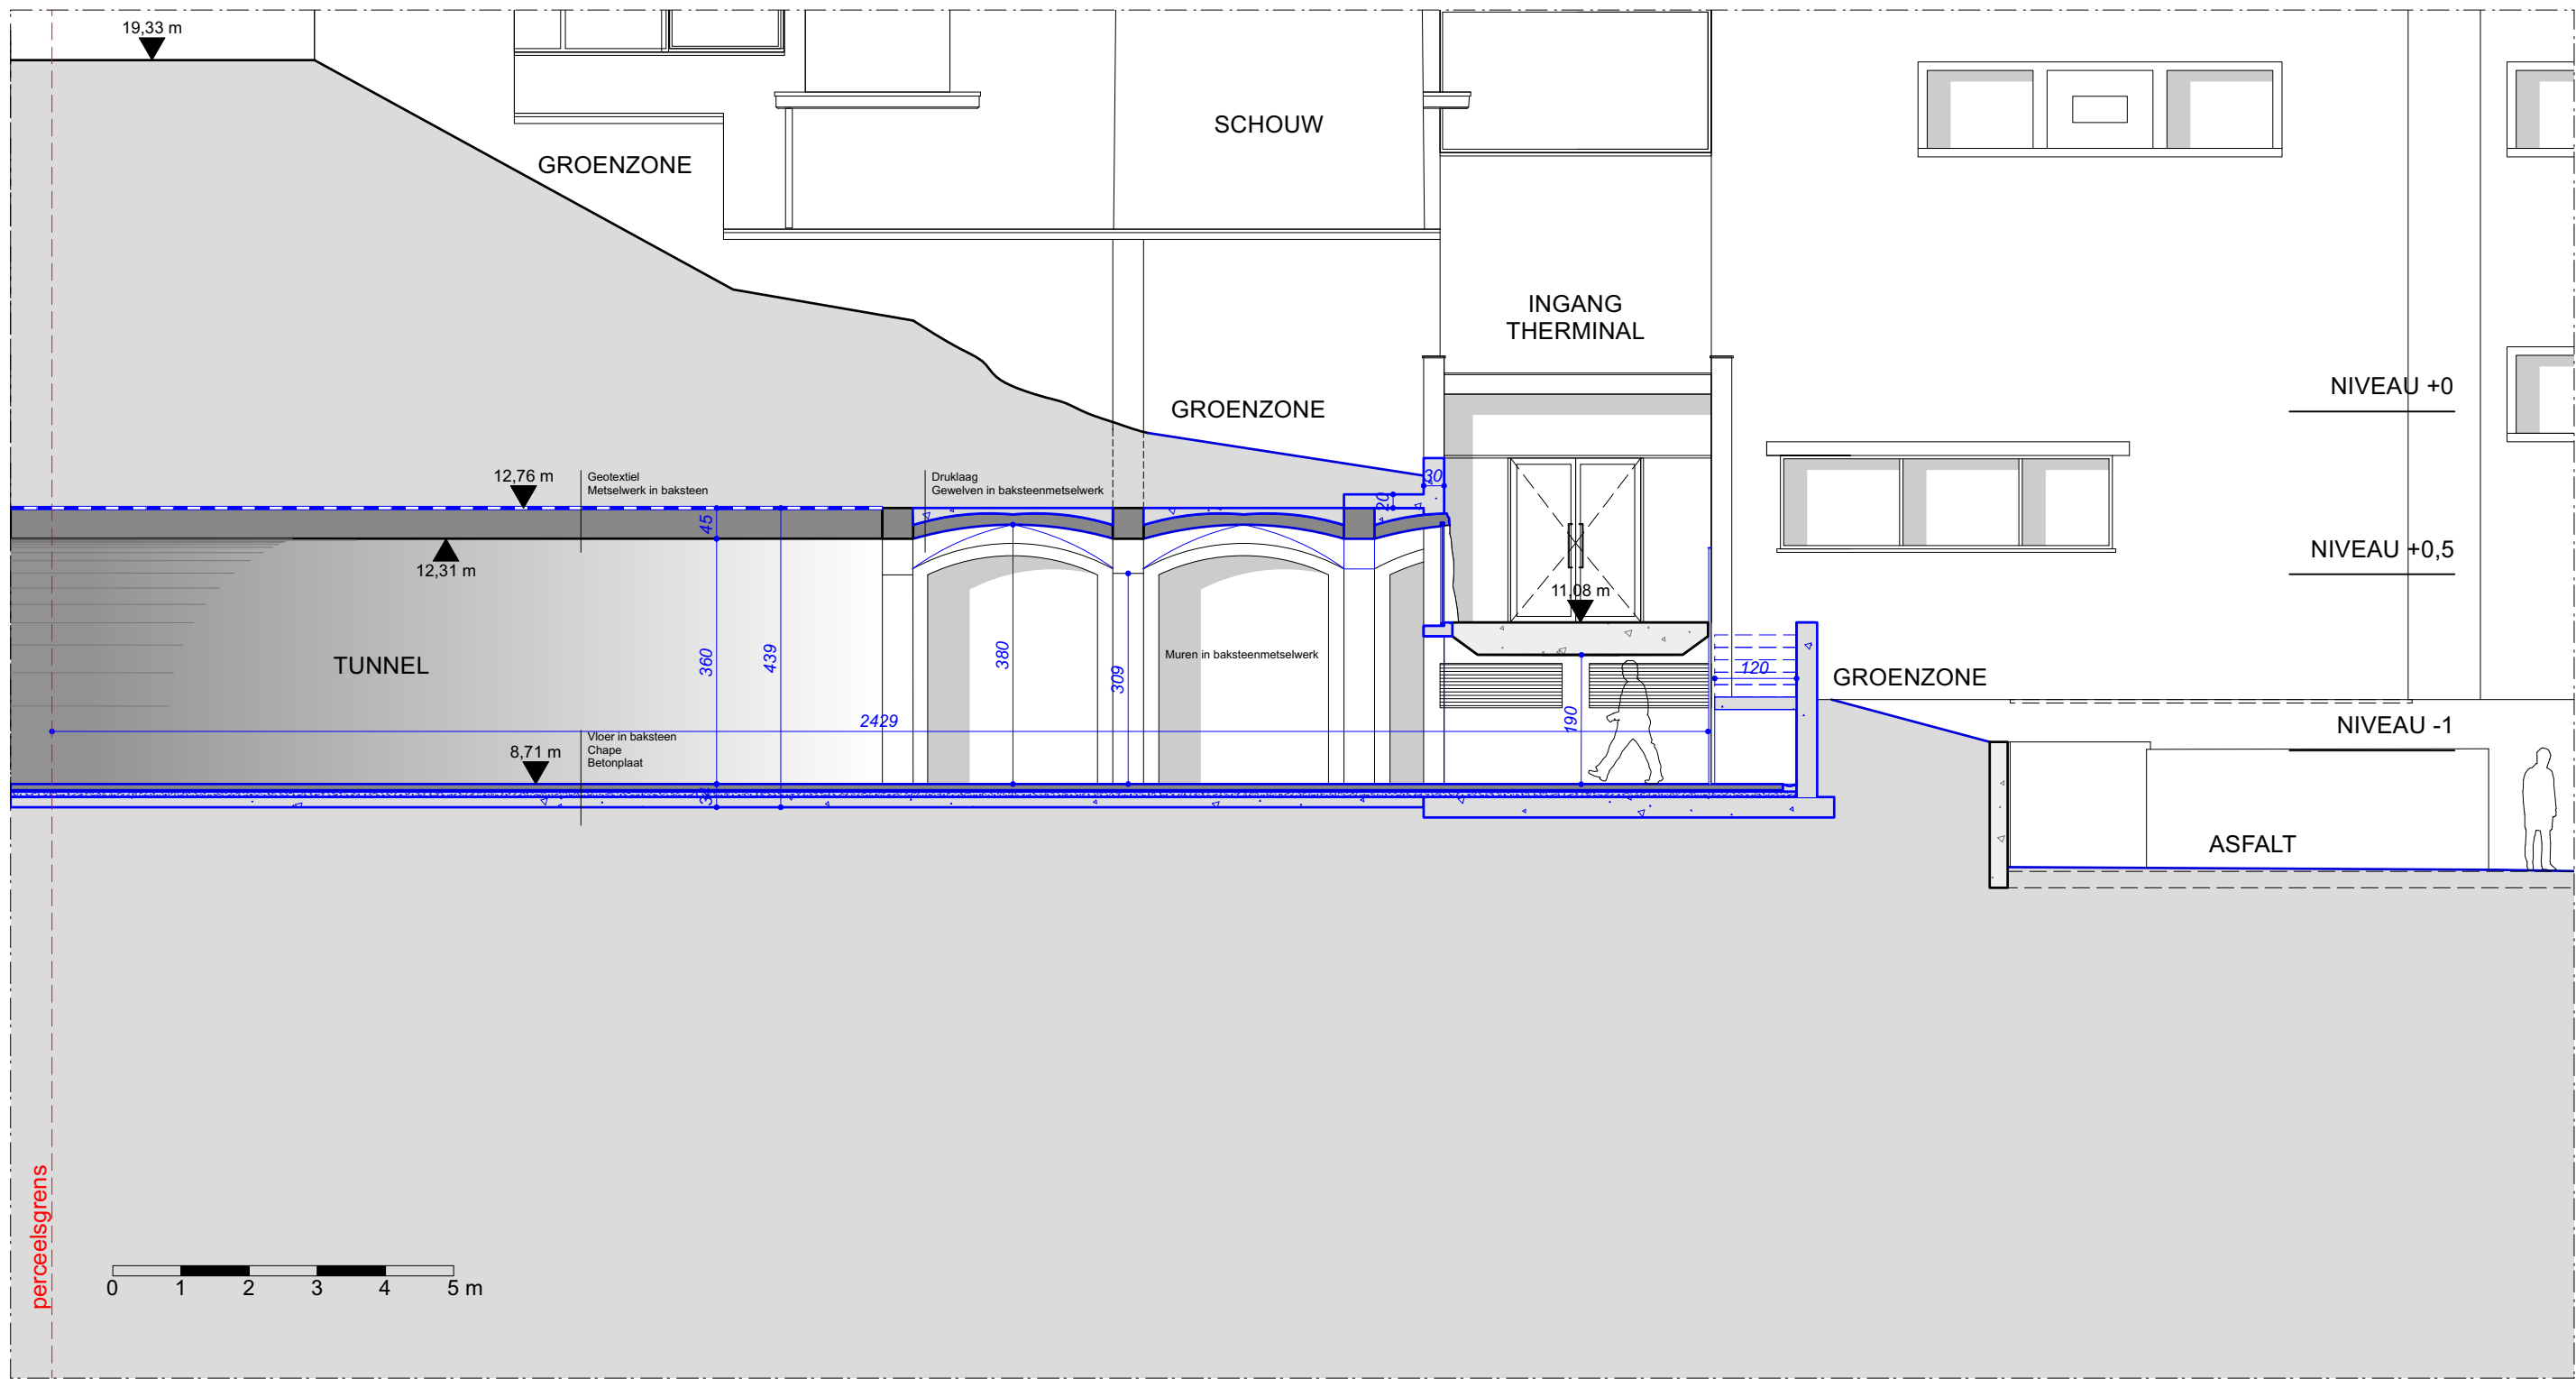 19,33 m
GROENZONE
SCHOUW
INGANG
THERMINAL
GROENZONE
NIVEAU +0
12,76 m
Geotextiel
Metselwerk in baksteen
Druklaag
Gewelven in baksteenmetselwerk
30
20
45
NIVEAU +0,5
12,31 m
11,08 m
TUNNEL
360
439
380
309
Muren in baksteenmetselwerk
120
GROENZONE
190
2429
NIVEAU -1
8,71 m
Vloer in baksteen
Chape
Betonplaat
ASFALT
perceelsgrens
0 1 2 3 4 5 m